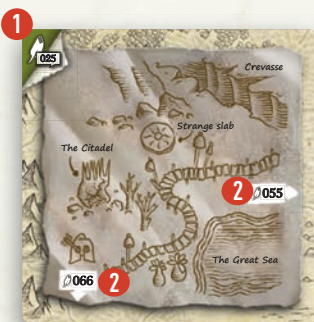 1
025
Crevasse
Strange slab
The Citadel
2 055
The Great Sea
066 2